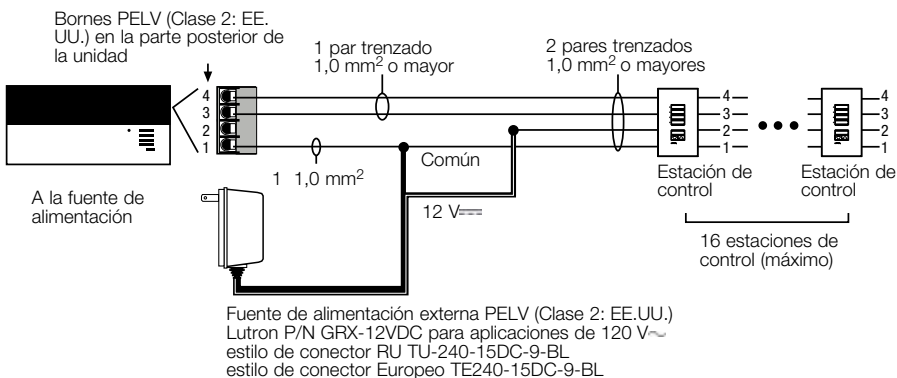 Bornes PELV (Clase 2: EE.
UU.) en la parte posterior de
la unidad
1 par trenzado
1,0 mm² o mayor
2 pares trenzados
1,0 mm² o mayores
4
3
2
1
4
3
2
1
4
3
2
1
1 1,0 mm²
Común
12 V⎓
A la fuente de
alimentación
Estación de
control
Estación de
control
16 estaciones de
control (máximo)
Fuente de alimentación externa PELV (Clase 2: EE.UU.)
Lutron P/N GRX-12VDC para aplicaciones de 120 V~
estilo de conector RU TU-240-15DC-9-BL
estilo de conector Europeo TE240-15DC-9-BL